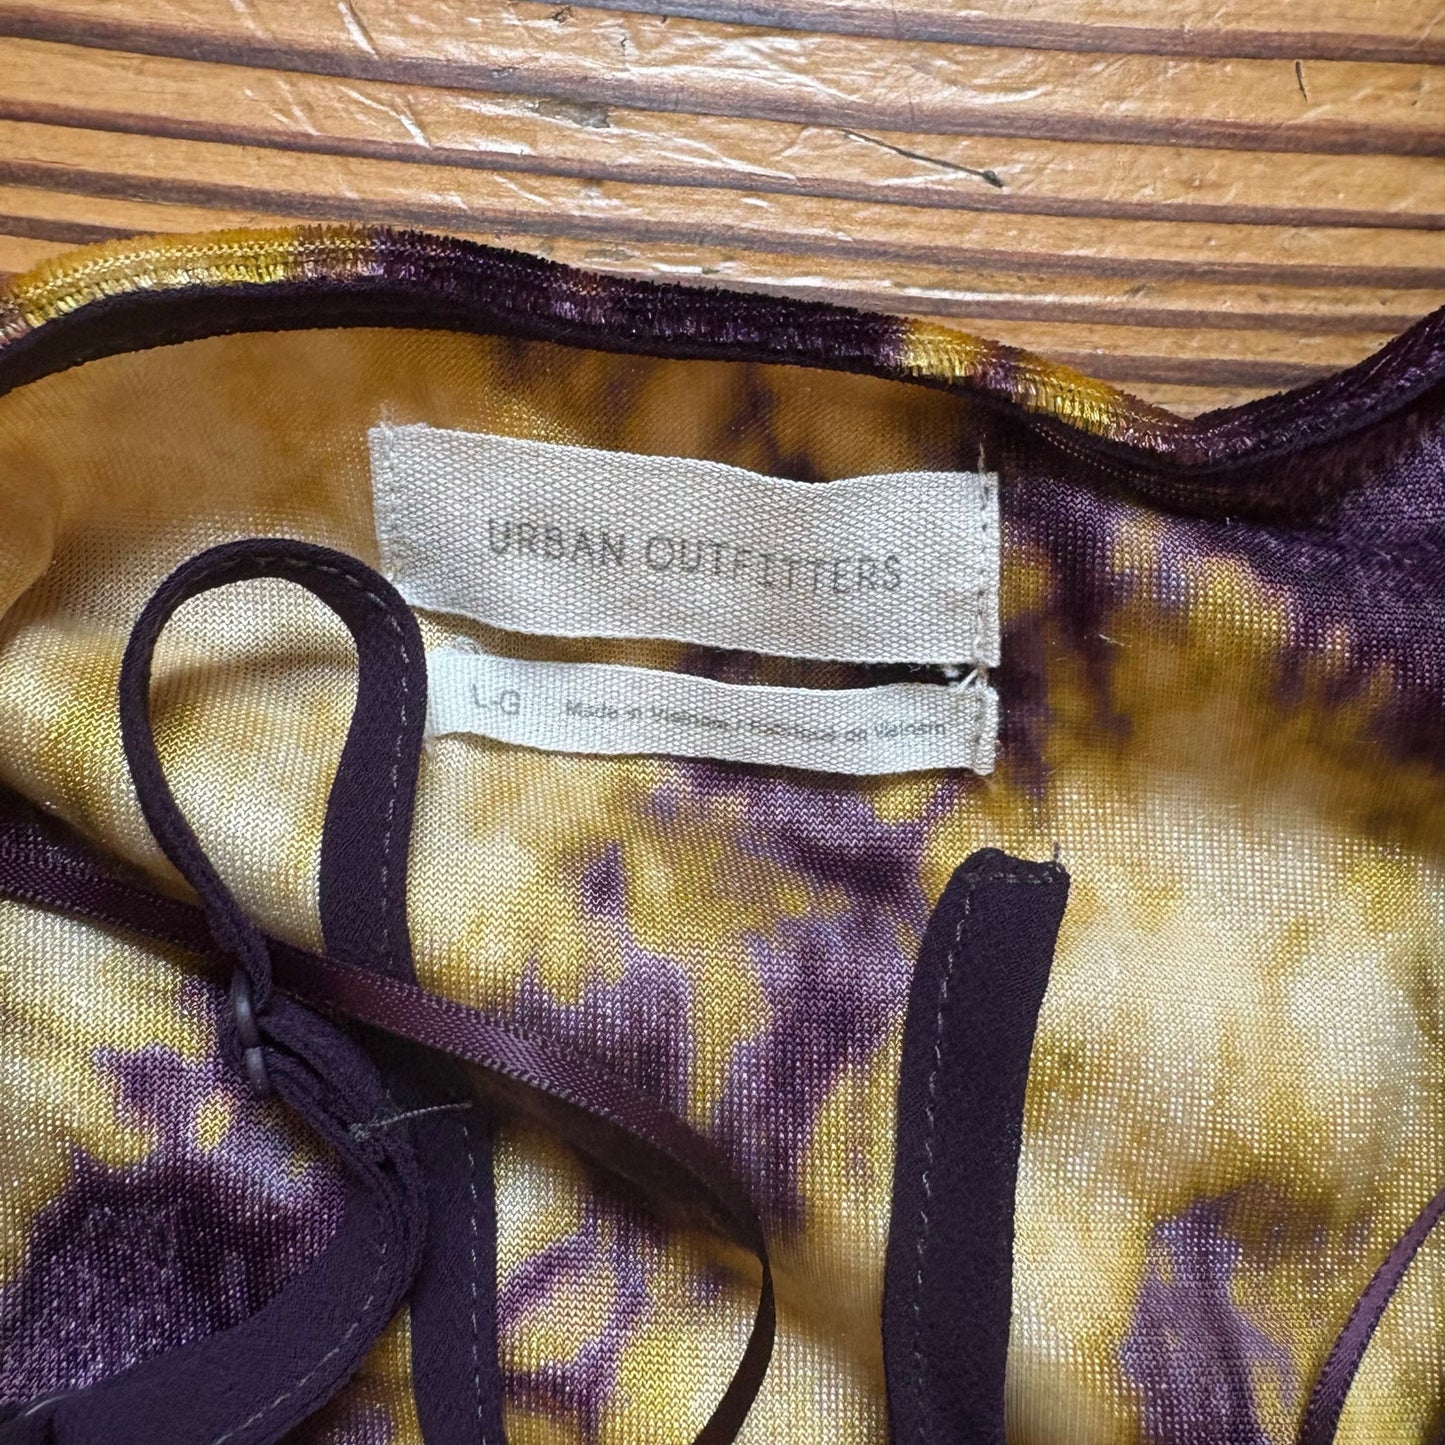 URBAN OUTFITTERS
L-G Made in Vietnam / Fabriqué au Vietnam